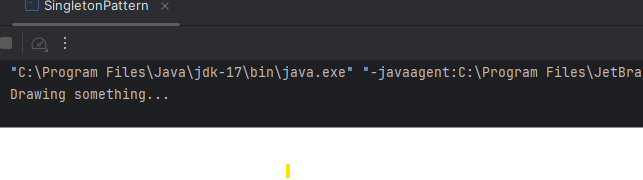 SingletonPattern
"C:\Program Files\Java\jdk-17\bin\java.exe" "-javaagent:C:\Program Files\JetBra
Drawing something...